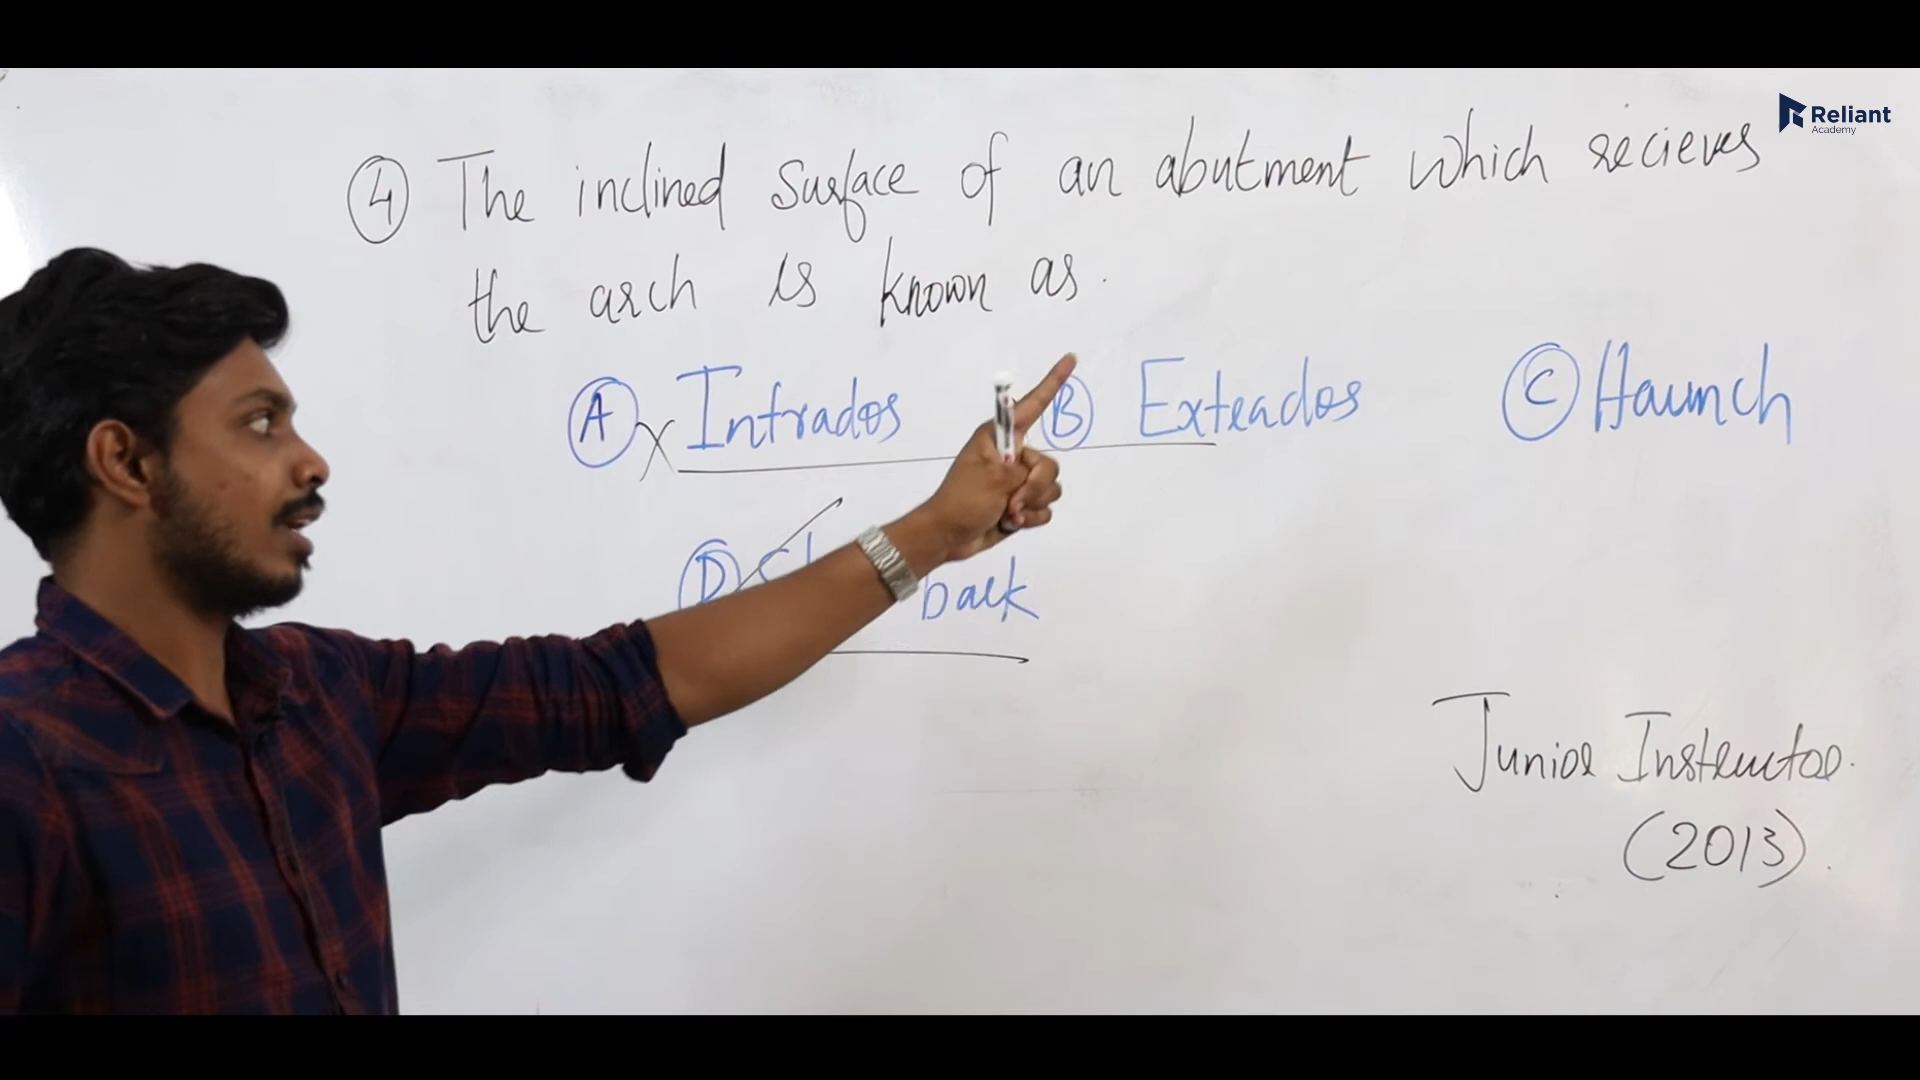 Reliant
Academy
④ The inclined surface of an abutment which recieves
the arch is known as.
Ⓐ X Intrados Ⓑ Extrados Ⓒ Haunch
Ⓓ back
Junior Instructor.
(2013).